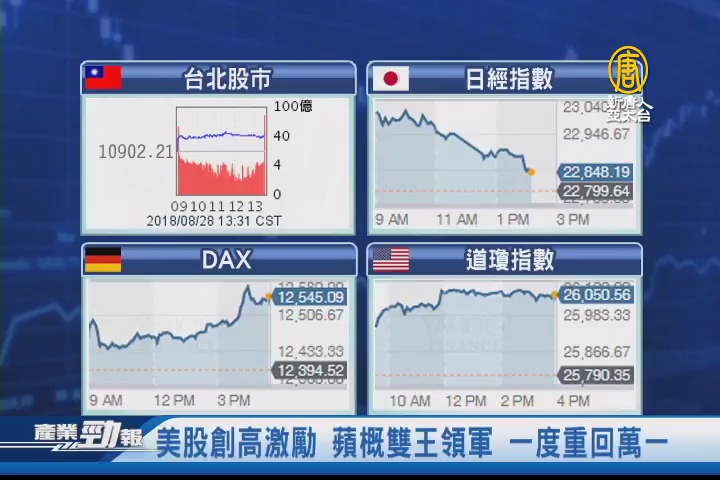 台北股市
100億
40
10902.21
4
0
09 10 11 12 13
2018/08/28 13:31 CST
日經指數
唐
新唐人
亞太台
22,946.67
22,848.19
22,799.64
9 AM 11 AM 1 PM 3 PM
DAX
12,545.09
12,506.67
12,433.33
12,394.52
9 AM 12 PM 3 PM
道瓊指數
26,050.56
25,983.33
25,866.67
25,790.35
10 AM 12 PM 2 PM 4 PM
產業勁報
美股創高激勵 蘋概雙王領軍 一度重回萬一